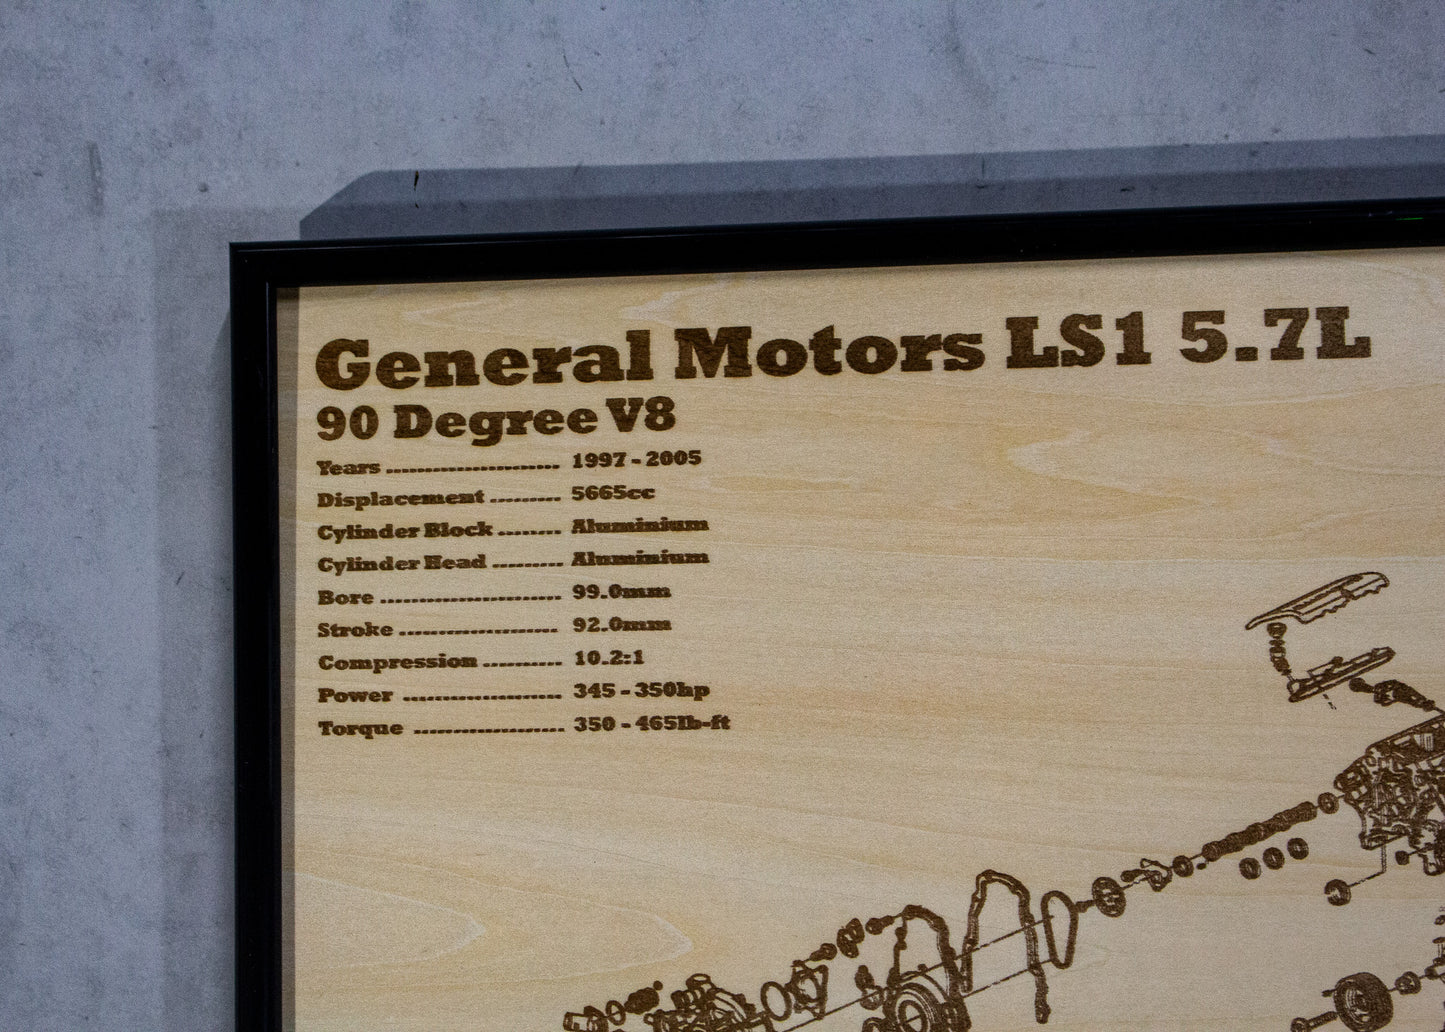 General Motors LS1 5.7L
90 Degree V8
Years ...................... 1997 - 2005
Displacement ......... 5665cc
Cylinder Block ........ Aluminium
Cylinder Head ......... Aluminium
Bore ....................... 99.0mm
Stroke .................... 92.0mm
Compression .......... 10.2:1
Power .................... 345 - 350hp
Torque ................... 350 - 465lb-ft